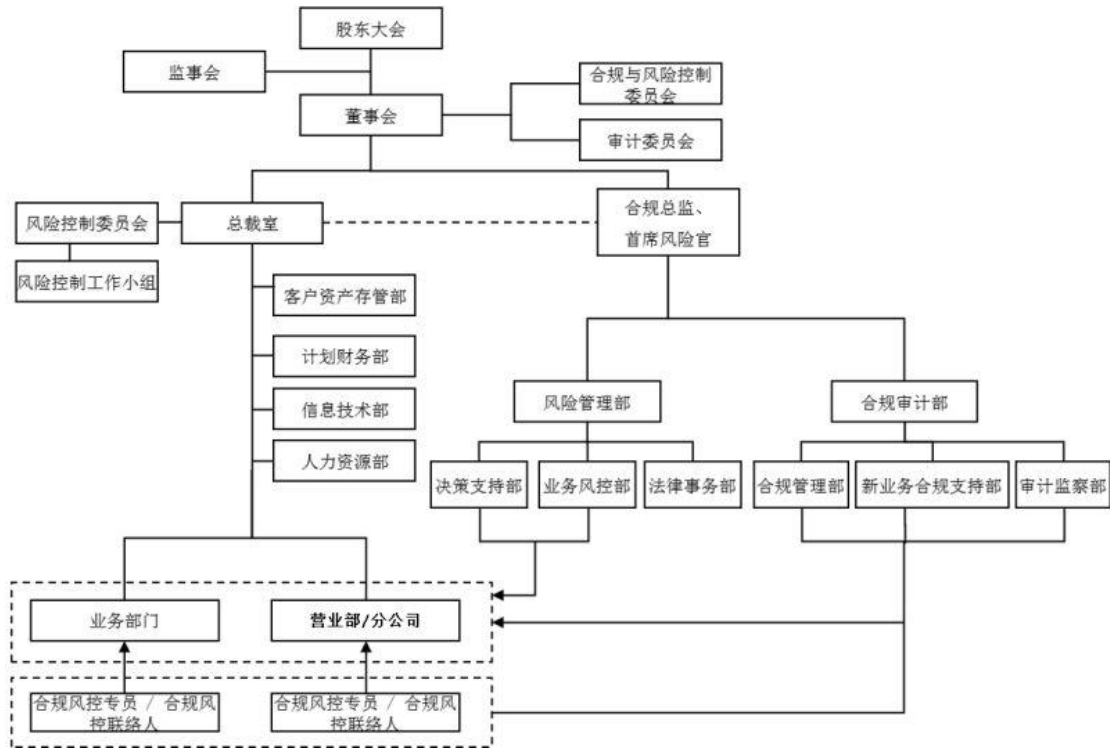 股东大会
监事会
合规与风险控制
委员会
董事会
审计委员会
风险控制委员会
总裁室
合规总监、
首席风险官
风险控制工作小组
客户资产存管部
计划财务部
信息技术部
人力资源部
风险管理部
合规审计部
决策支持部
业务风控部
法律事务部
合规管理部
新业务合规支持部
审计监察部
业务部门
营业部/分公司
合规风控专员 / 合规风
控联络人
合规风控专员 / 合规风
控联络人